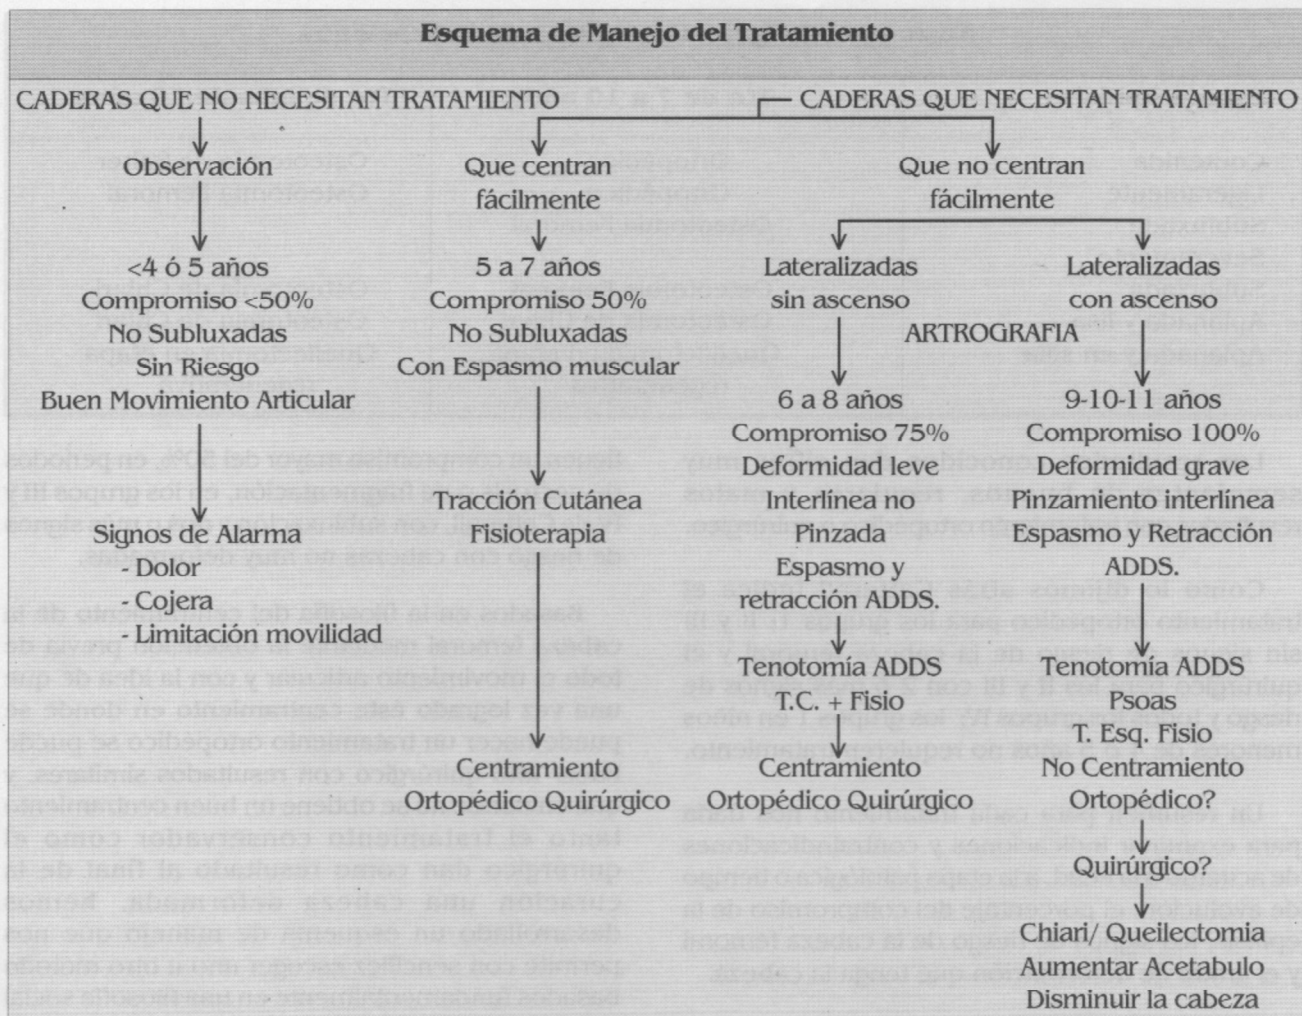 Esquema de Manejo del Tratamiento
CADERAS QUE NO NECESITAN TRATAMIENTO
CADERAS QUE NECESITAN TRATAMIENTO
Observación
<4 ó 5 años
Compromiso <50%
No Subluxadas
Sin Riesgo
Buen Movimiento Articular
Signos de Alarma
- Dolor
- Cojera
- Limitación movilidad
Que centran
fácilmente
5 a 7 años
Compromiso 50%
No Subluxadas
Con Espasmo muscular
Tracción Cutánea
Fisioterapía
Centramiento
Ortopédico Quirúrgico
Que no centran
fácilmente
Lateralizadas
sin ascenso
ARTROGRAFIA
6 a 8 años
Compromiso 75%
Deformidad leve
Interlinea no
Pinzada
Espasmo y
retracción ADDS.
Tenotomía ADDS
T.C. + Fisio
Centramiento
Ortopédico Quirúrgico
Lateralizadas
con ascenso
9-10-11 años
Compromiso 100%
Deformidad grave
Pinzamiento interlínea
Espasmo y Retracción
ADDS.
Tenotomía ADDS
Psoas
T. Esq. Fisio
No Centramiento
Ortopédico?
Quirúrgico?
Chiari/ Queilectomia
Aumentar Acetabulo
Disminuir la cabeza